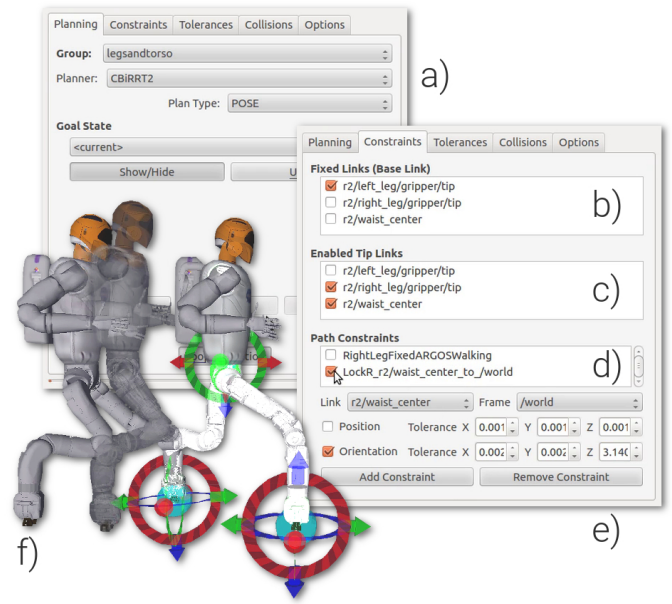 Planning Constraints Tolerances Collisions Options
Group: legsandtorso
Planner: CBiRRT2
Plan Type: POSE
Goal State
<current>
Show/Hide
a)
Planning Constraints Tolerances Collisions Options
Fixed Links (Base Link)
r2/left_leg/gripper/tip
r2/right_leg/gripper/tip
r2/waist_center
b)
Enabled Tip Links
r2/left_leg/gripper/tip
r2/right_leg/gripper/tip
r2/waist_center
c)
Path Constraints
RightLegFixedARGOSWalking
LockR_r2/waist_center_to_/world
d)
Link r2/waist_center Frame /world
Position Tolerance X 0.001 Y 0.001 Z 0.001
Orientation Tolerance X 0.002 Y 0.002 Z 3.140
Add Constraint Remove Constraint
e)
f)